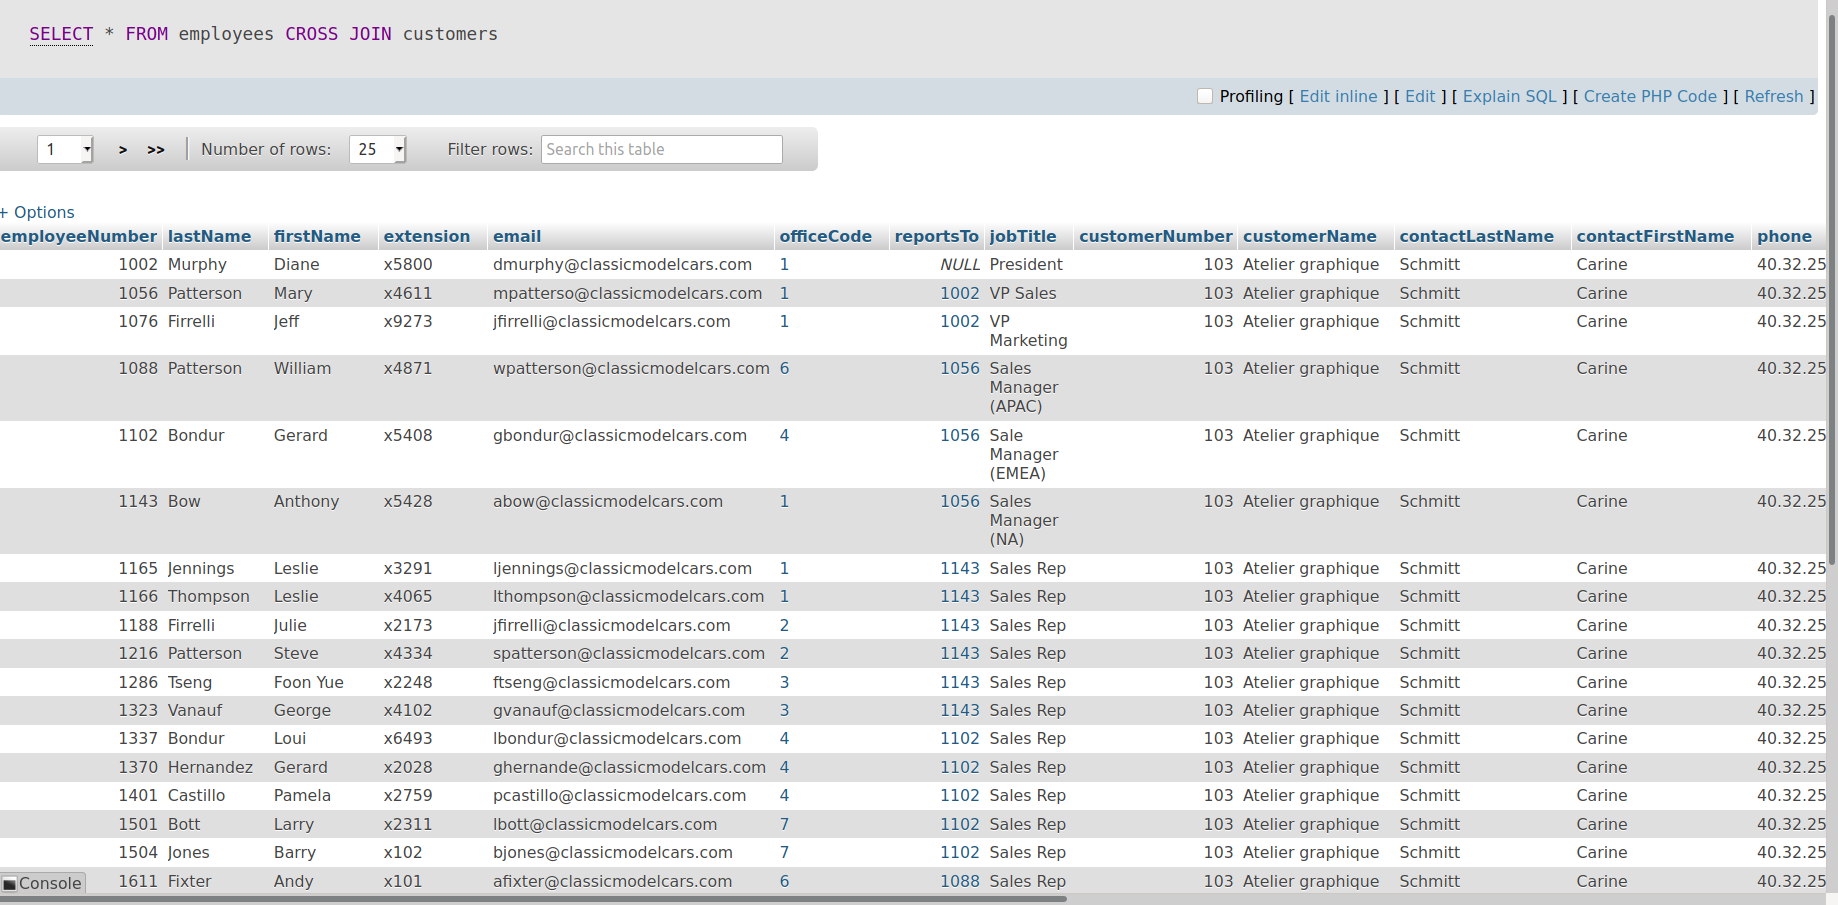 SELECT * FROM employees CROSS JOIN customers
Profiling [ Edit inline ] [ Edit ] [ Explain SQL ] [ Create PHP Code ] [ Refresh ]
1 > >> Number of rows: 25 Filter rows: Search this table
+ Options
employeeNumber lastName firstName extension email officeCode reportsTo jobTitle customerNumber customerName contactLastName contactFirstName phone
1002 Murphy Diane x5800 dmurphy@classicmodelcars.com 1 NULL President 103 Atelier graphique Schmitt Carine 40.32.25
1056 Patterson Mary x4611 mpatterso@classicmodelcars.com 1 1002 VP Sales 103 Atelier graphique Schmitt Carine 40.32.25
1076 Firrelli Jeff x9273 jfirrelli@classicmodelcars.com 1 1002 VP 103 Atelier graphique Schmitt Carine 40.32.25
Marketing
1088 Patterson William x4871 wpatterson@classicmodelcars.com 6 1056 Sales 103 Atelier graphique Schmitt Carine 40.32.25
Manager
(APAC)
1102 Bondur Gerard x5408 gbondur@classicmodelcars.com 4 1056 Sale 103 Atelier graphique Schmitt Carine 40.32.25
Manager
(EMEA)
1143 Bow Anthony x5428 abow@classicmodelcars.com 1 1056 Sales 103 Atelier graphique Schmitt Carine 40.32.25
Manager
(NA)
1165 Jennings Leslie x3291 ljennings@classicmodelcars.com 1 1143 Sales Rep 103 Atelier graphique Schmitt Carine 40.32.25
1166 Thompson Leslie x4065 lthompson@classicmodelcars.com 1 1143 Sales Rep 103 Atelier graphique Schmitt Carine 40.32.25
1188 Firrelli Julie x2173 jfirrelli@classicmodelcars.com 2 1143 Sales Rep 103 Atelier graphique Schmitt Carine 40.32.25
1216 Patterson Steve x4334 spatterson@classicmodelcars.com 2 1143 Sales Rep 103 Atelier graphique Schmitt Carine 40.32.25
1286 Tseng Foon Yue x2248 ftseng@classicmodelcars.com 3 1143 Sales Rep 103 Atelier graphique Schmitt Carine 40.32.25
1323 Vanauf George x4102 gvanauf@classicmodelcars.com 3 1143 Sales Rep 103 Atelier graphique Schmitt Carine 40.32.25
1337 Bondur Loui x6493 lbondur@classicmodelcars.com 4 1102 Sales Rep 103 Atelier graphique Schmitt Carine 40.32.25
1370 Hernandez Gerard x2028 ghernande@classicmodelcars.com 4 1102 Sales Rep 103 Atelier graphique Schmitt Carine 40.32.25
1401 Castillo Pamela x2759 pcastillo@classicmodelcars.com 4 1102 Sales Rep 103 Atelier graphique Schmitt Carine 40.32.25
1501 Bott Larry x2311 lbott@classicmodelcars.com 7 1102 Sales Rep 103 Atelier graphique Schmitt Carine 40.32.25
1504 Jones Barry x102 bjones@classicmodelcars.com 7 1102 Sales Rep 103 Atelier graphique Schmitt Carine 40.32.25
Console 1611 Fixter Andy x101 afixter@classicmodelcars.com 6 1088 Sales Rep 103 Atelier graphique Schmitt Carine 40.32.25